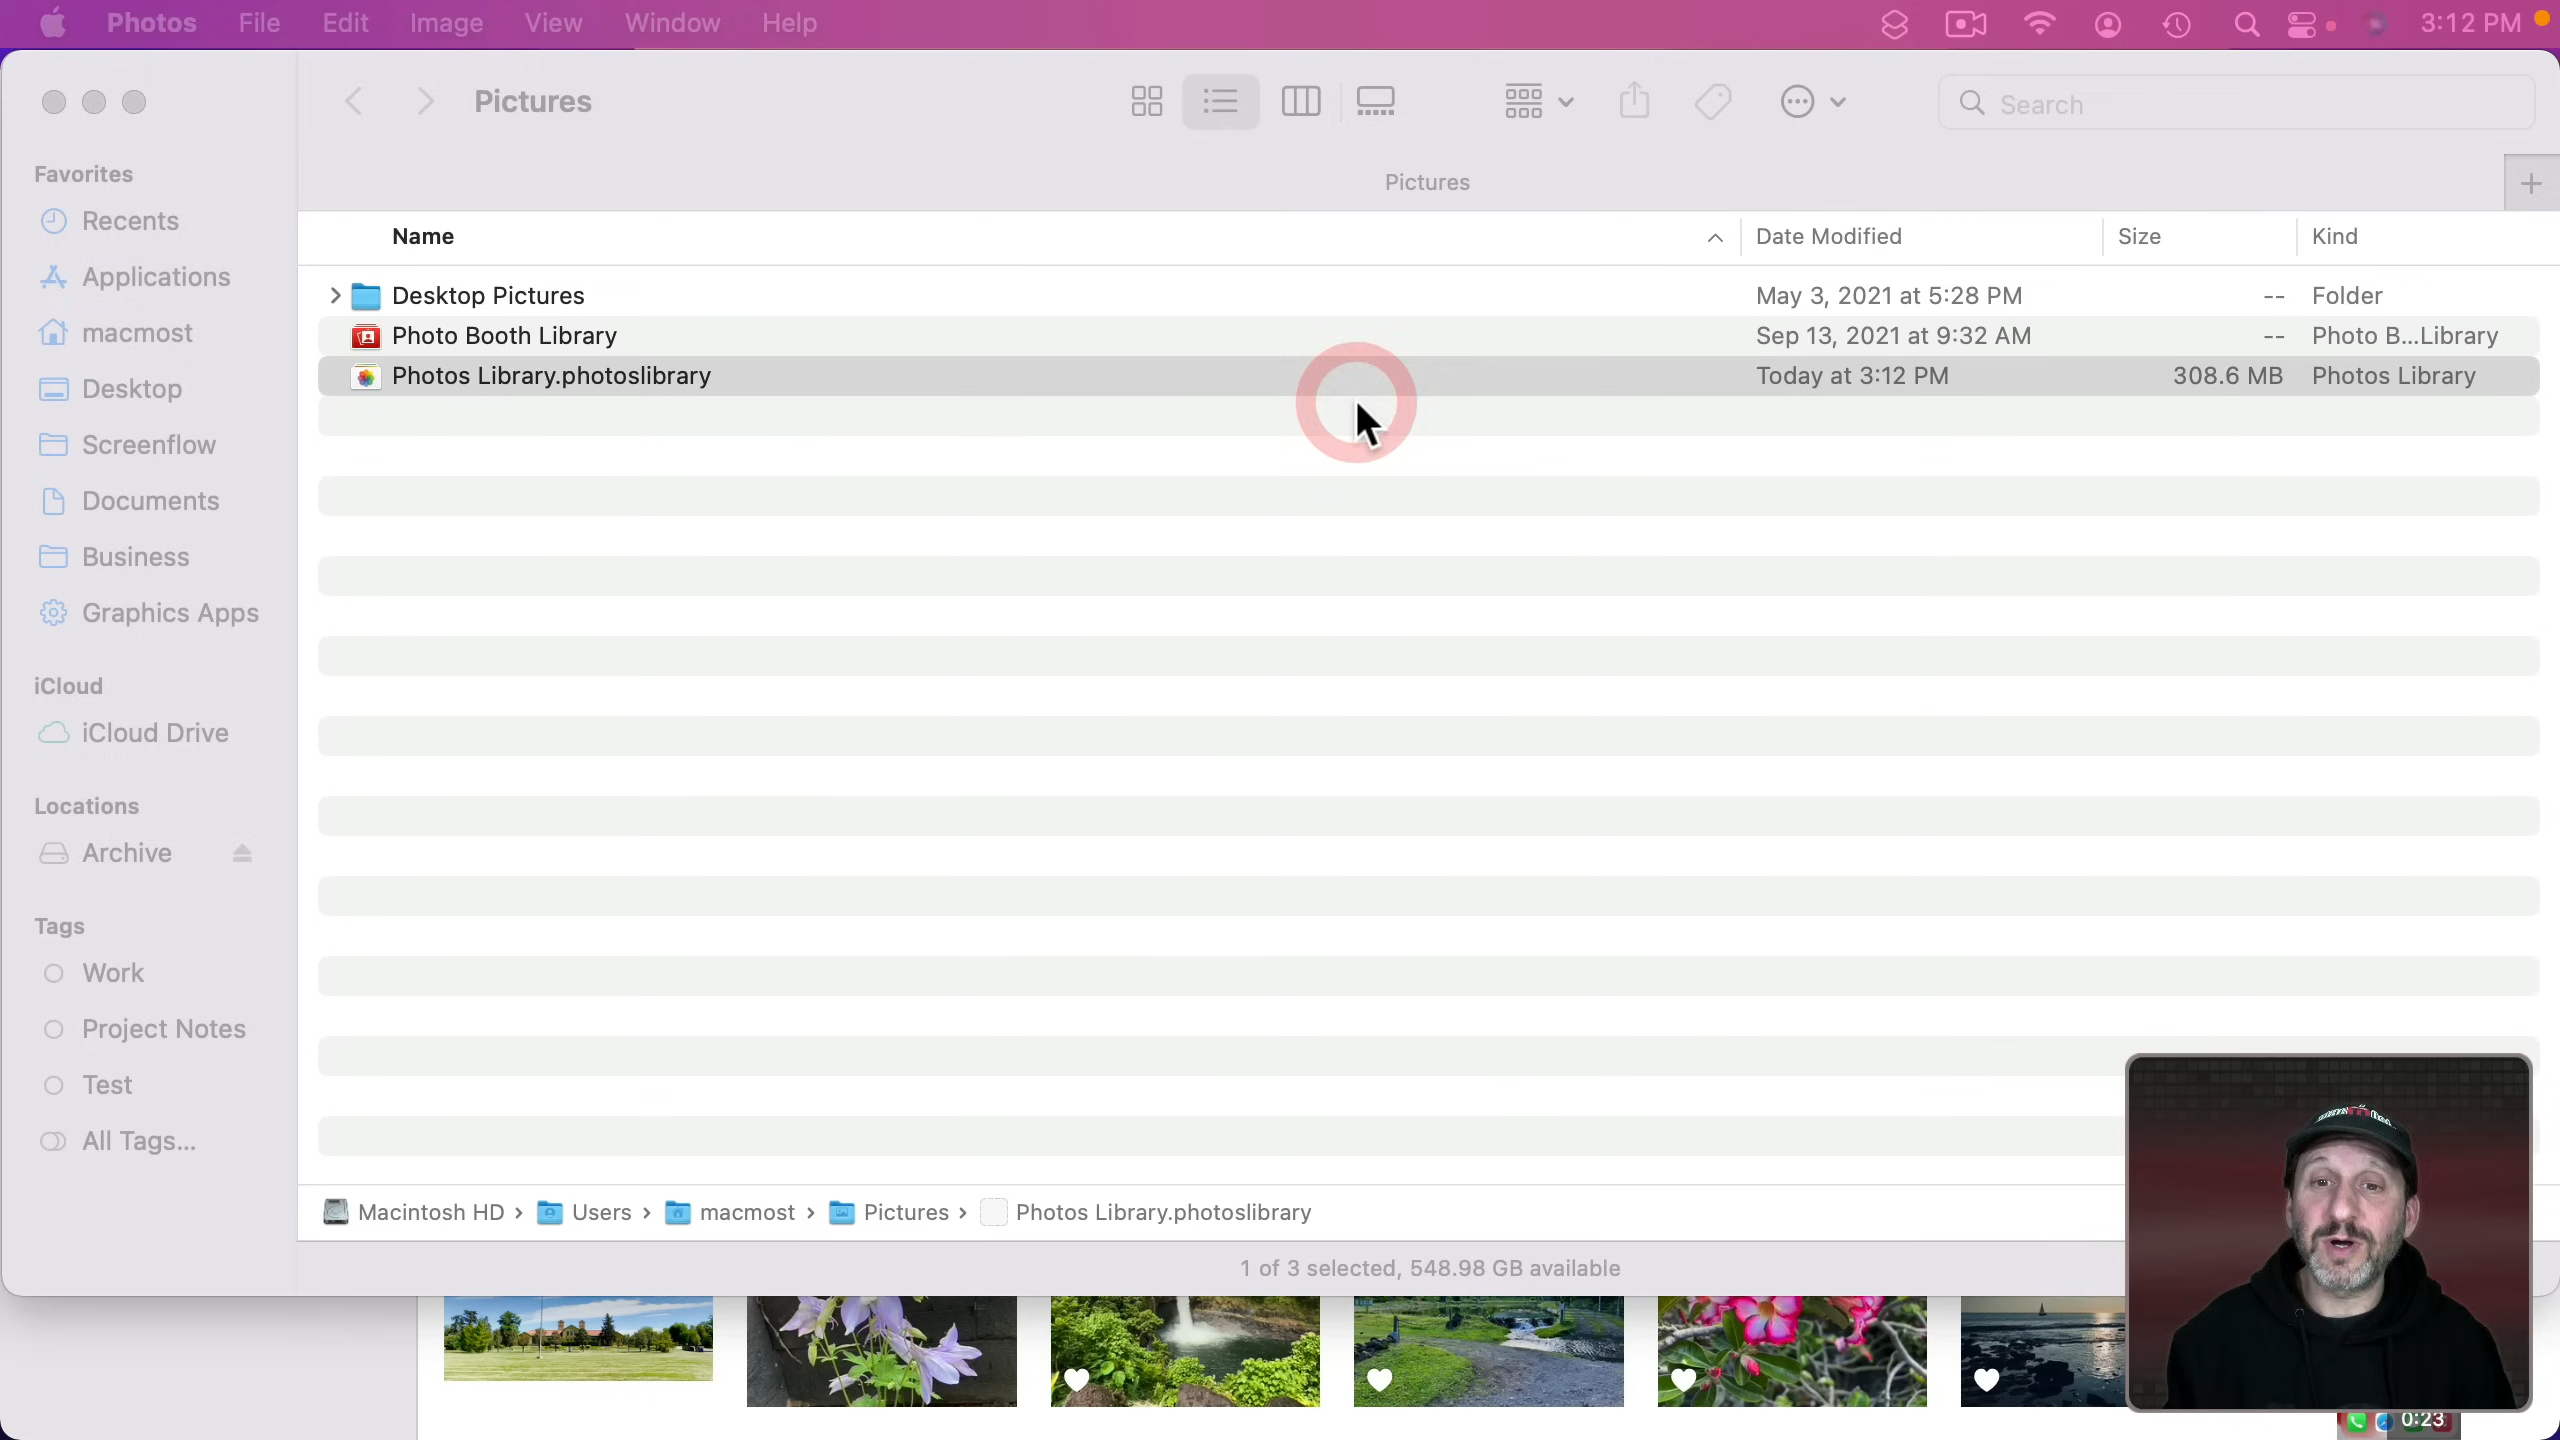 Photos File Edit Image View Window Help 3:12 PM
Pictures
Search
Pictures
Favorites
Recents
Applications
macmost
Desktop
Screenflow
Documents
Business
Graphics Apps
iCloud
iCloud Drive
Locations
Archive
Tags
Work
Project Notes
Test
All Tags...
Name Date Modified Size Kind
Desktop Pictures May 3, 2021 at 5:28 PM -- Folder
Photo Booth Library Sep 13, 2021 at 9:32 AM -- Photo B...Library
Photos Library.photoslibrary Today at 3:12 PM 308.6 MB Photos Library
Macintosh HD › Users › macmost › Pictures › Photos Library.photoslibrary
1 of 3 selected, 548.98 GB available
0:23